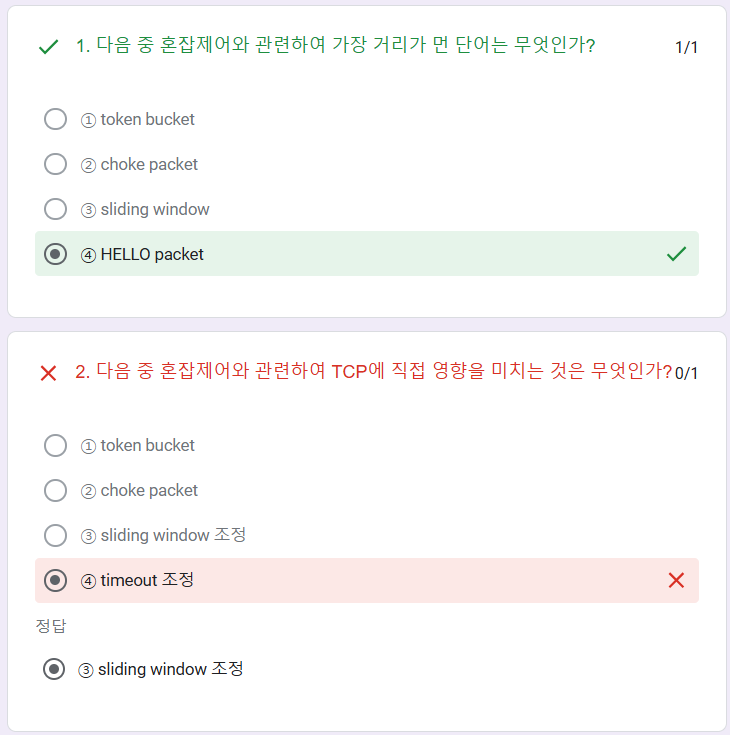 1. 다음 중 혼잡제어와 관련하여 가장 거리가 먼 단어는 무엇인가? 1/1
① token bucket
② choke packet
③ sliding window
④ HELLO packet
2. 다음 중 혼잡제어와 관련하여 TCP에 직접 영향을 미치는 것은 무엇인가? 0/1
① token bucket
② choke packet
③ sliding window 조정
④ timeout 조정
정답
③ sliding window 조정